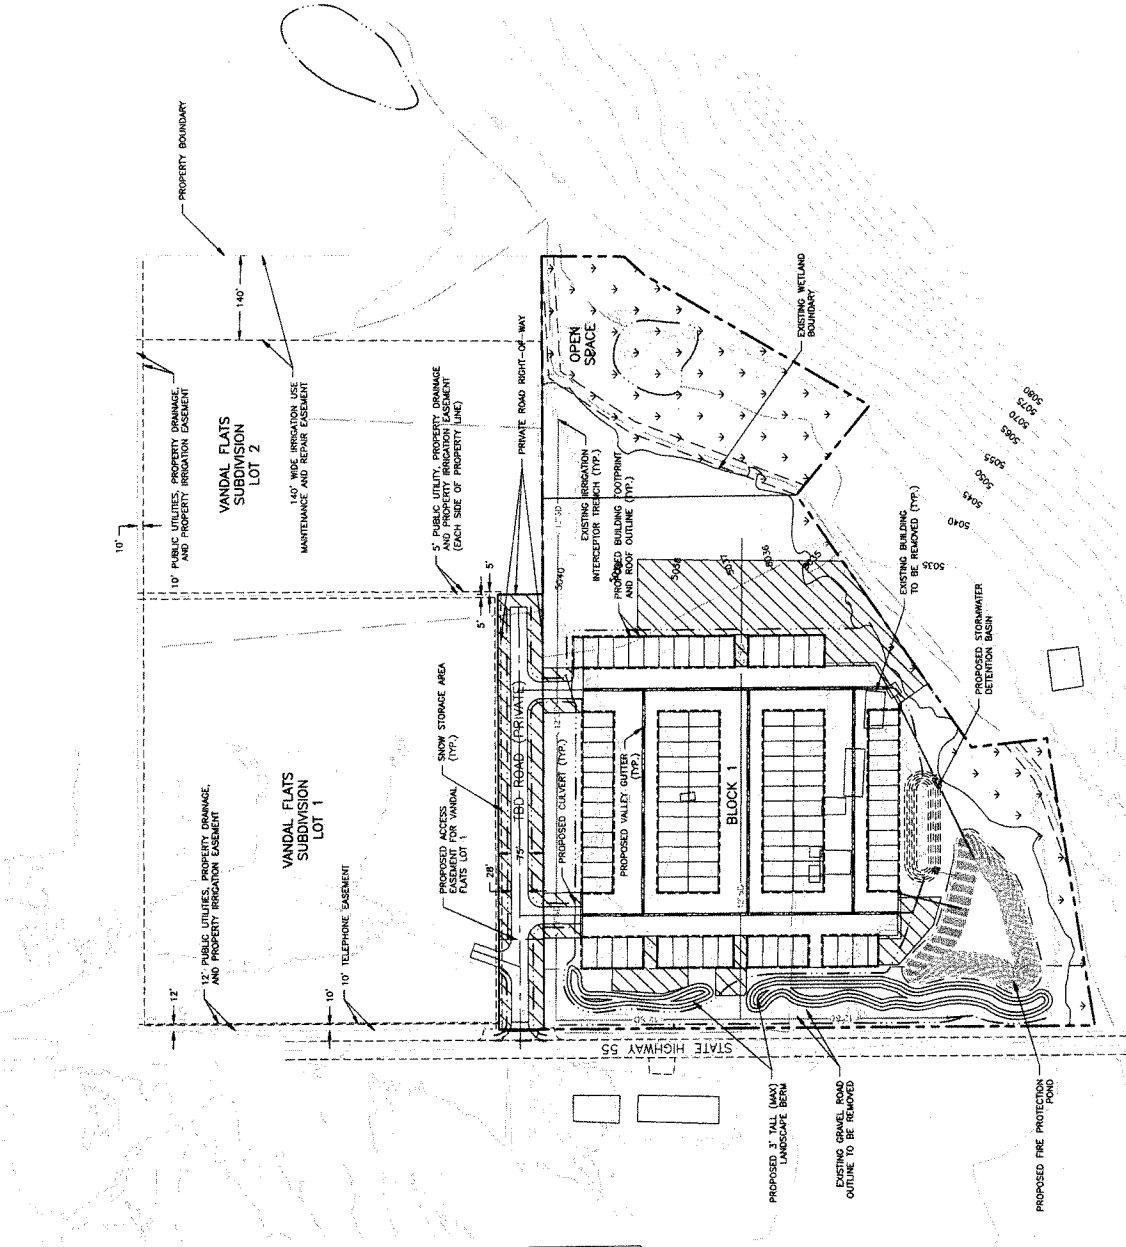 PROPERTY BOUNDARY
140'
10'
10' PUBLIC UTILITIES, PROPERTY DRAINAGE,
AND PROPERTY IRRIGATION EASEMENT
VANDAL FLATS
SUBDIVISION
LOT 2
140' WIDE IRRIGATION USE
MAINTENANCE AND REPAIR EASEMENT
5' PUBLIC UTILITY, PROPERTY DRAINAGE
AND PROPERTY IRRIGATION EASEMENT
(EACH SIDE OF PROPERTY LINE)
5'
5'
PRIVATE ROAD RIGHT-OF-WAY
OPEN
SPACE
EXISTING WETLAND
BOUNDARY
EXISTING IRRIGATION
INTERCEPTOR TRENCH (TYP.)
PROPOSED BUILDING FOOTPRINT
AND ROOF OUTLINE (TYP.)
5080
5075
5070
5065
5055
5050
5045
5040
5035
5040
5037
5036
5035
EXISTING BUILDING
TO BE REMOVED (TYP.)
PROPOSED STORMWATER
DETENTION BASIN
12' PUBLIC UTILITIES, PROPERTY DRAINAGE,
AND PROPERTY IRRIGATION EASEMENT
12'
VANDAL FLATS
SUBDIVISION
LOT 1
10' TELEPHONE EASEMENT
10'
SNOW STORAGE AREA
(TYP.)
PROPOSED ACCESS
EASEMENT FOR VANDAL
FLATS LOT 1
28'
75'
TBD ROAD (PRIVATE)
PROPOSED CULVERT (TYP.)
PROPOSED VALLEY GUTTER
(TYP.)
BLOCK 1
STATE HIGHWAY 55
PROPOSED 3' TALL (MAX)
LANDSCAPE BERM
EXISTING GRAVEL ROAD
OUTLINE TO BE REMOVED
PROPOSED FIRE PROTECTION
POND